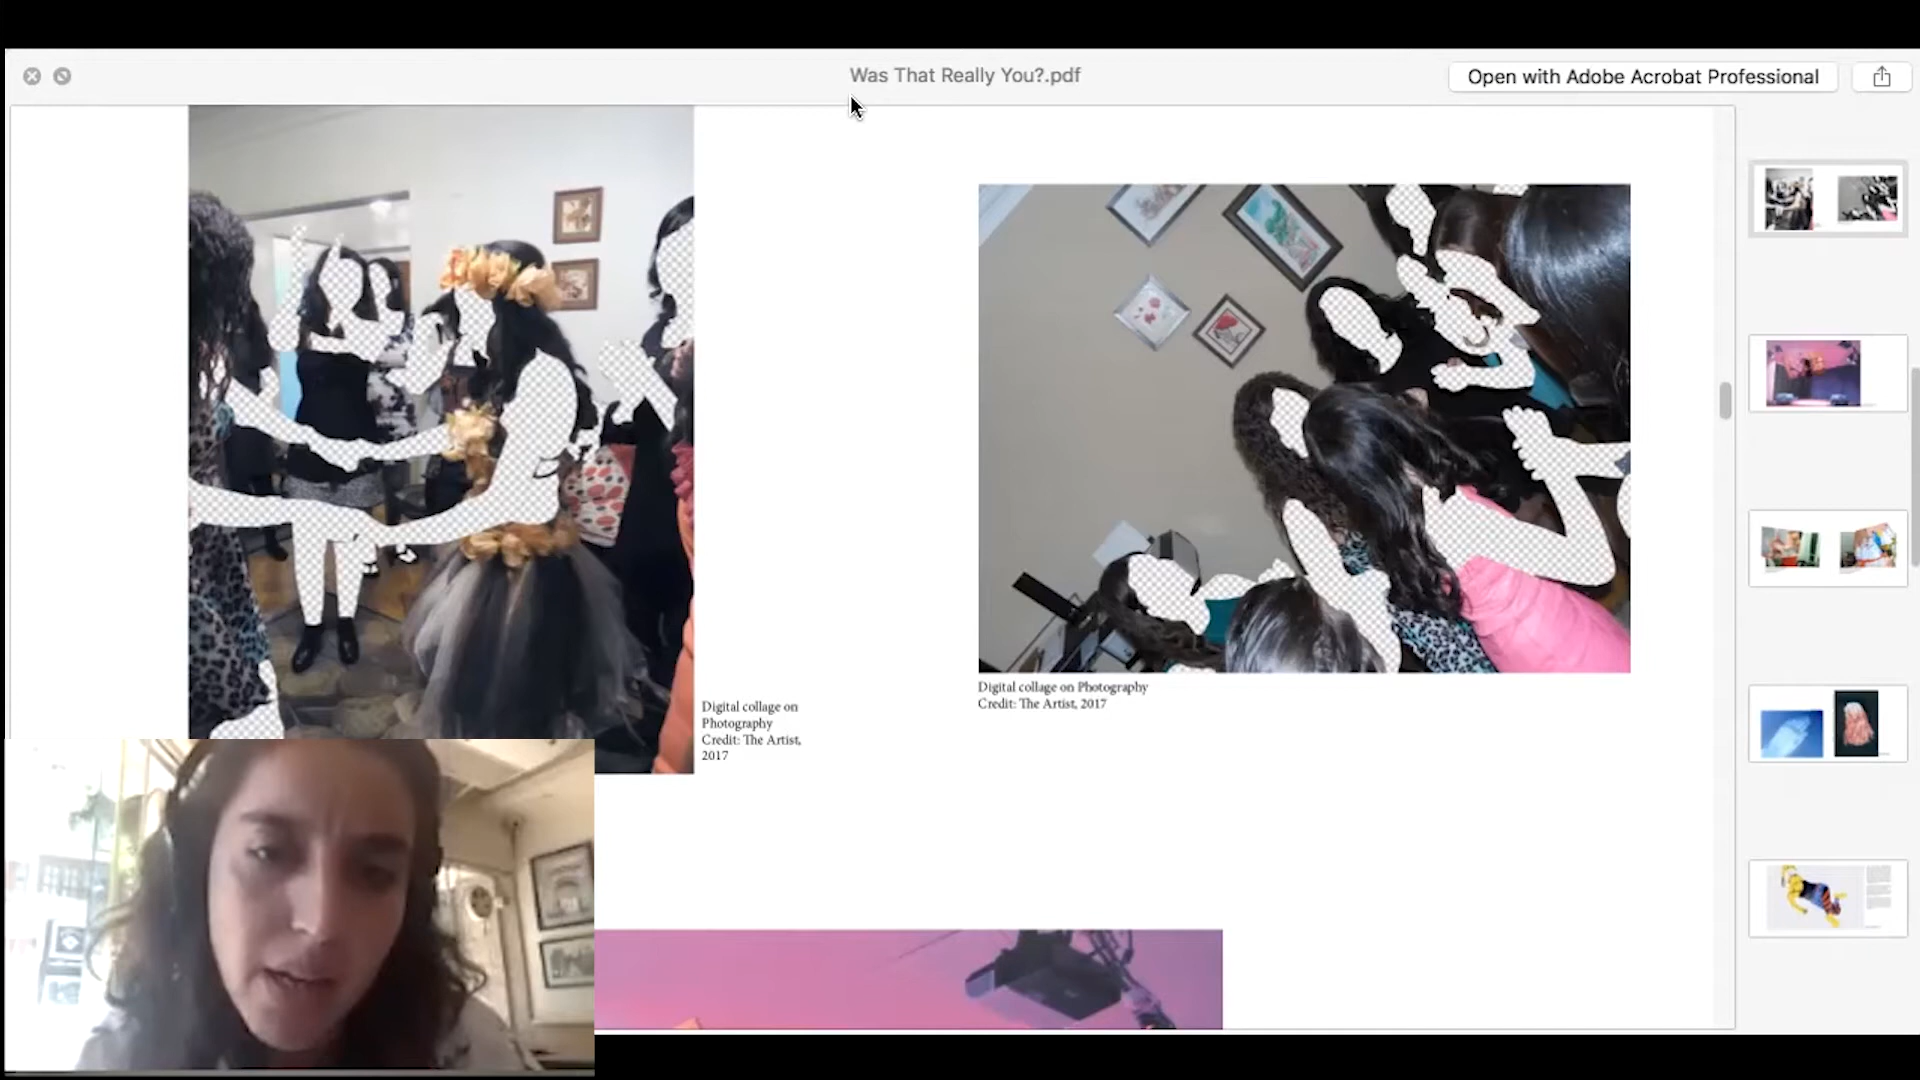 Was That Really You?.pdf
Open with Adobe Acrobat Professional
Digital collage on
Photography
Credit: The Artist,
2017
Digital collage on Photography
Credit: The Artist, 2017